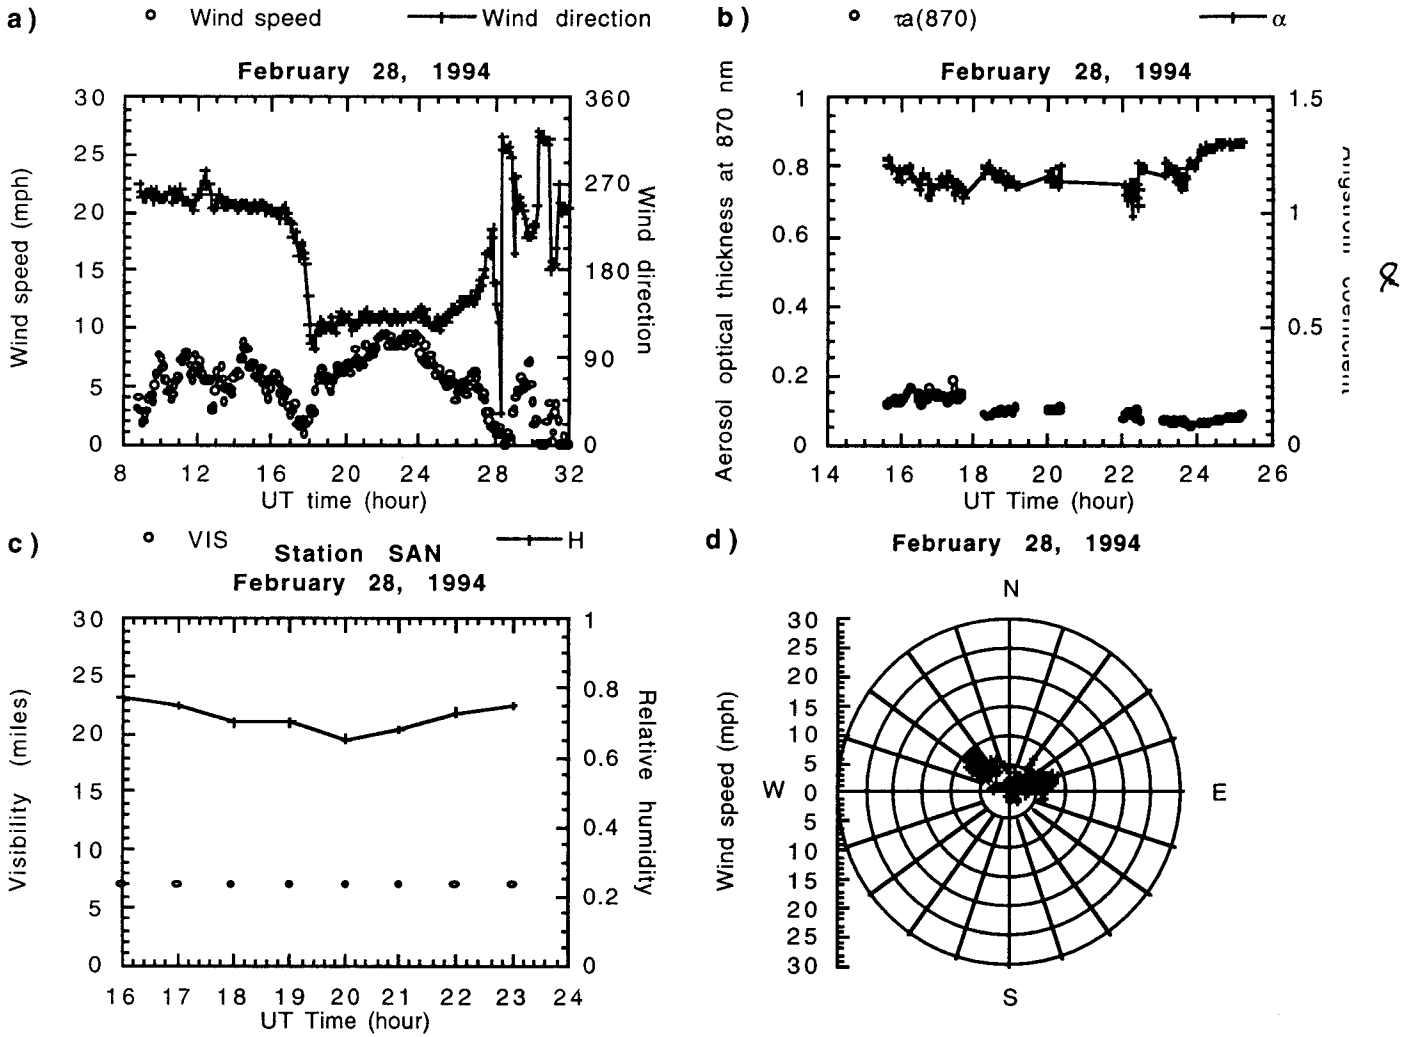 a) Wind speed Wind direction
February 28, 1994
Wind speed (mph)
30
25
20
15
10
5
0
360
270
180
90
0
Wind direction
8 12 16 20 24 28 32
UT time (hour)
b) τa(870) α
February 28, 1994
Aerosol optical thickness at 870 nm
1
0.8
0.6
0.4
0.2
0
1.5
1
0.5
0
α
14 16 18 20 22 24 26
UT Time (hour)
c) VIS H
Station SAN
February 28, 1994
Visibility (miles)
30
25
20
15
10
5
0
1
0.8
0.6
0.4
0.2
0
Relative humidity
16 17 18 19 20 21 22 23 24
UT Time (hour)
d) February 28, 1994
Wind speed (mph)
30
25
20
15
10
5
0
5
10
15
20
25
30
N
W
E
S